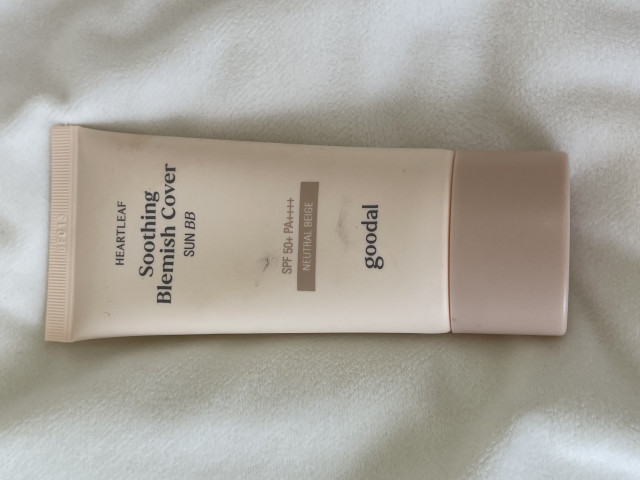 HEARTLEAF
Soothing
Blemish Cover
SUN BB
SPF 50+ PA++++
NEUTRAL BEIGE
goodal